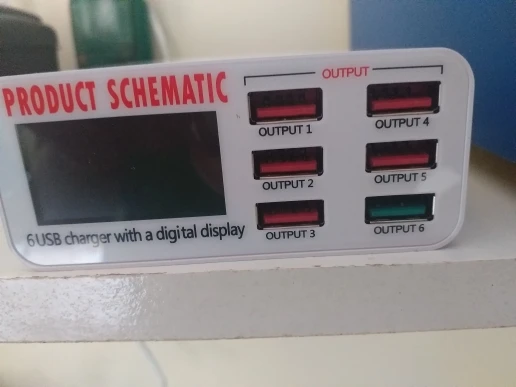 PRODUCT SCHEMATIC
6USB charger with a digital display
OUTPUT
OUTPUT 1
OUTPUT 2
OUTPUT 3
OUTPUT 4
OUTPUT 5
OUTPUT 6